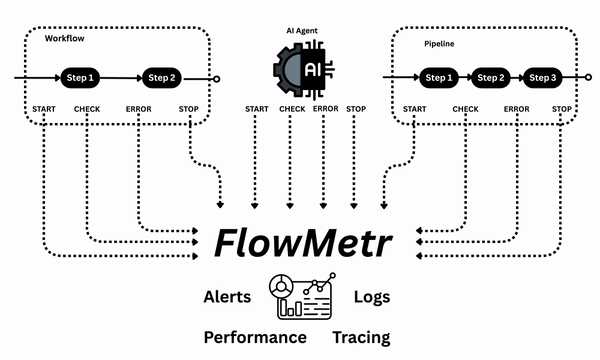 Workflow
Step 1
Step 2
START
CHECK
ERROR
STOP
AI Agent
AI
START
CHECK
ERROR
STOP
Pipeline
Step 1
Step 2
Step 3
START
CHECK
ERROR
STOP
FlowMetr
Alerts
Logs
Performance
Tracing